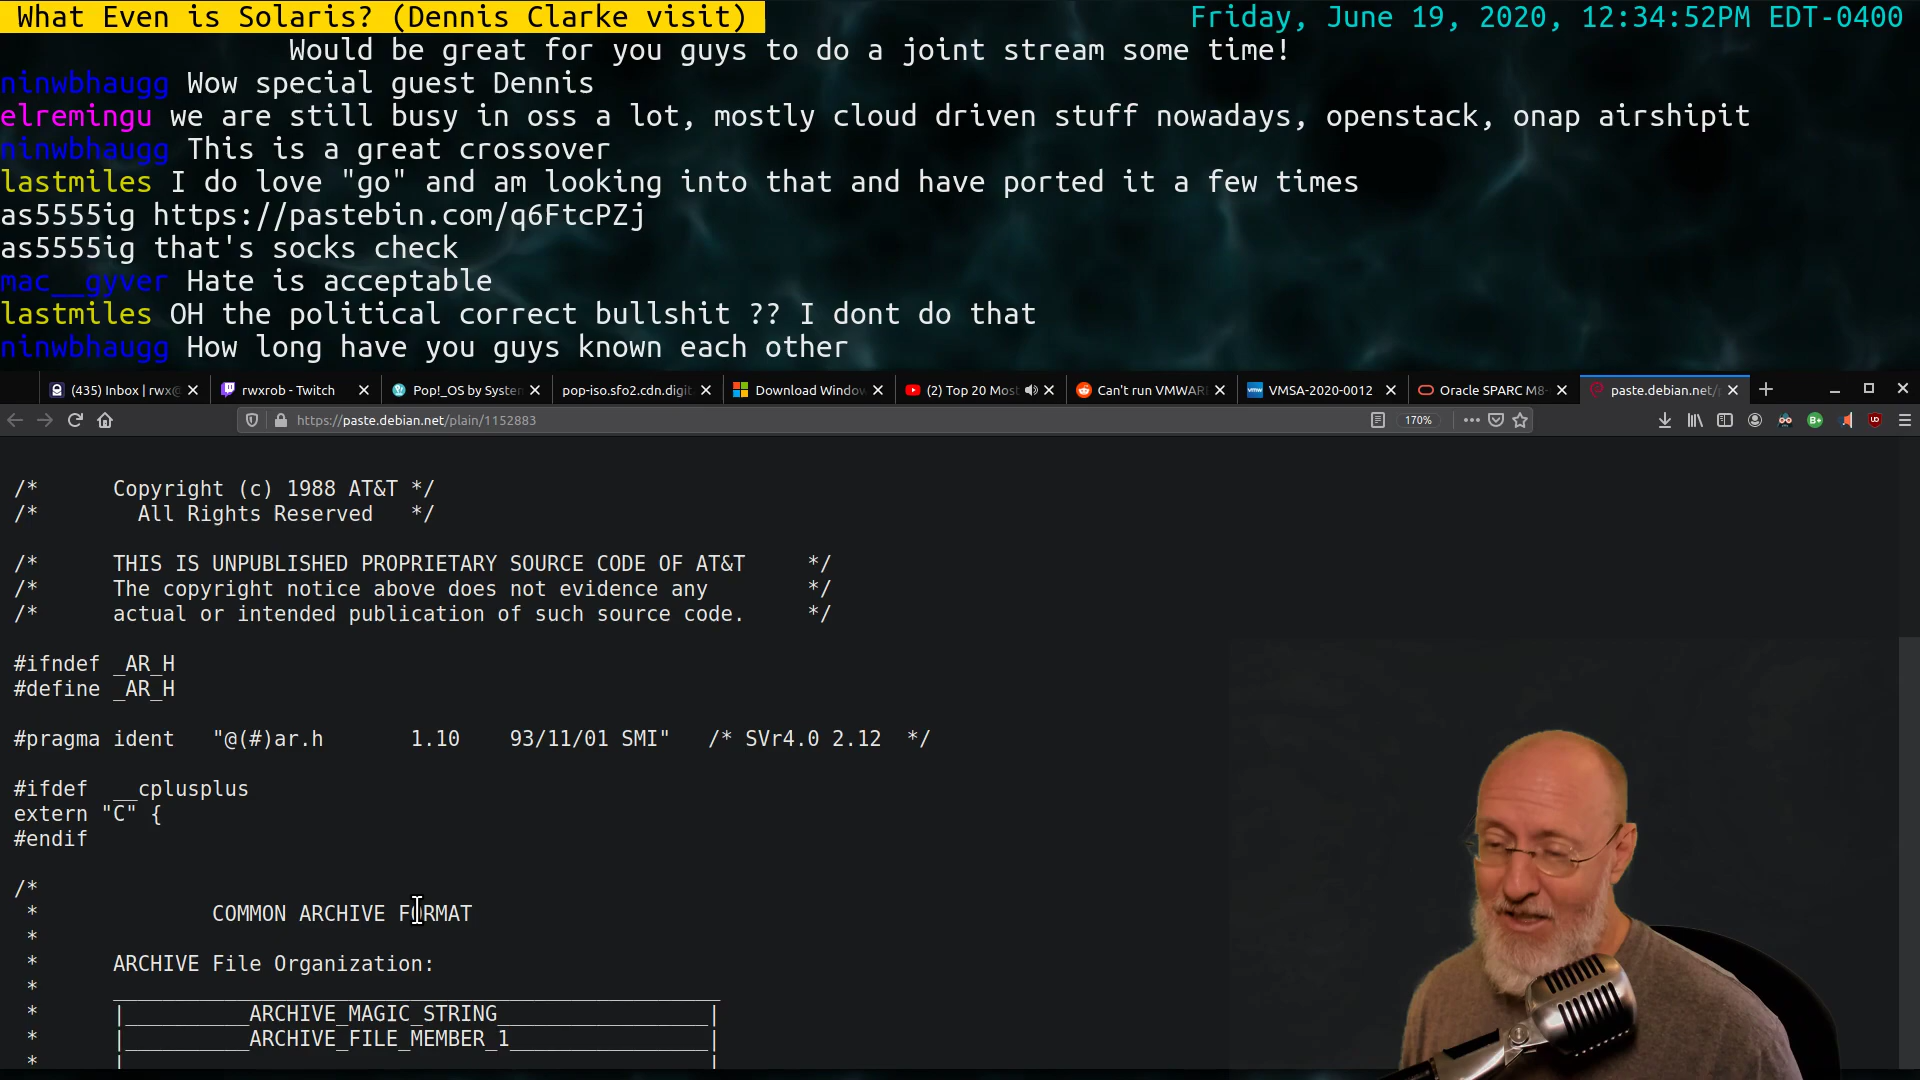 What Even is Solaris? (Dennis Clarke visit)
Friday, June 19, 2020, 12:34:52PM EDT-0400
Would be great for you guys to do a joint stream some time!
ninwbhaugg Wow special guest Dennis
elremingu we are still busy in oss a lot, mostly cloud driven stuff nowadays, openstack, onap airshipit
ninwbhaugg This is a great crossover
lastmiles I do love "go" and am looking into that and have ported it a few times
as5555ig https://pastebin.com/q6FtcPZj
as5555ig that's socks check
mac__gyver Hate is acceptable
lastmiles OH the political correct bullshit ?? I dont do that
ninwbhaugg How long have you guys known each other
(435) Inbox | rwx@
rwxrob - Twitch
Pop!_OS by System
pop-iso.sfo2.cdn.digit
Download Window
(2) Top 20 Most
Can't run VMWAR
VMSA-2020-0012
Oracle SPARC M8-
paste.debian.net/p
https://paste.debian.net/plain/1152883
170%
/*      Copyright (c) 1988 AT&T */
/*        All Rights Reserved   */
/*      THIS IS UNPUBLISHED PROPRIETARY SOURCE CODE OF AT&T     */
/*      The copyright notice above does not evidence any        */
/*      actual or intended publication of such source code.     */
#ifndef _AR_H
#define _AR_H
#pragma ident   "@(#)ar.h       1.10    93/11/01 SMI"   /* SVr4.0 2.12  */
#ifdef  __cplusplus
extern "C" {
#endif
/*
 *              COMMON ARCHIVE FORMAT
 *
 *      ARCHIVE File Organization:
 *      _________________________________________________
 *      |__________ARCHIVE_MAGIC_STRING_________________|
 *      |__________ARCHIVE_FILE_MEMBER_1________________|
 *      |                                               |